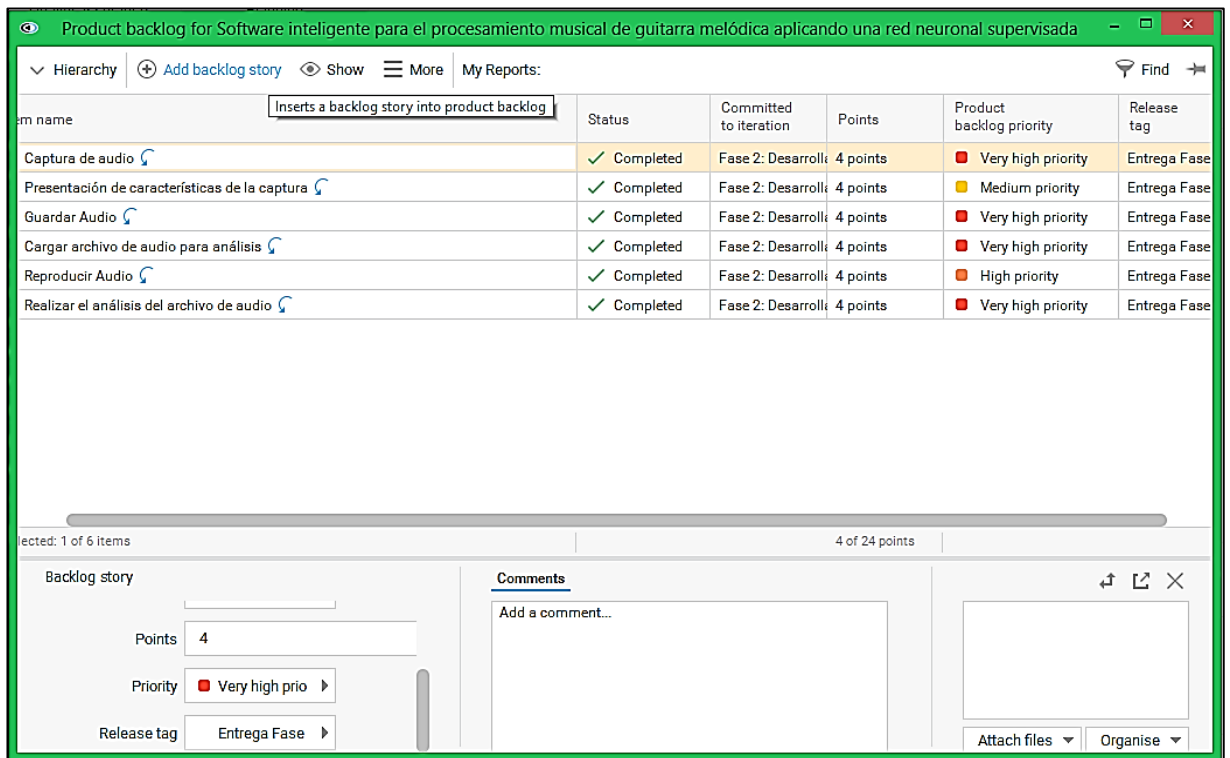 Product backlog for Software inteligente para el procesamiento musical de guitarra melódica aplicando una red neuronal supervisada
Hierarchy Add backlog story Show More My Reports: Find
Inserts a backlog story into product backlog
em name Status Committed to iteration Points Product backlog priority Release tag
Captura de audio Completed Fase 2: Desarrolla 4 points Very high priority Entrega Fase
Presentación de características de la captura Completed Fase 2: Desarrolla 4 points Medium priority Entrega Fase
Guardar Audio Completed Fase 2: Desarrolla 4 points Very high priority Entrega Fase
Cargar archivo de audio para análisis Completed Fase 2: Desarrolla 4 points Very high priority Entrega Fase
Reproducir Audio Completed Fase 2: Desarrolla 4 points High priority Entrega Fase
Realizar el análisis del archivo de audio Completed Fase 2: Desarrolla 4 points Very high priority Entrega Fase
lected: 1 of 6 items 4 of 24 points
Backlog story Comments
Add a comment...
Points 4
Priority Very high prio
Release tag Entrega Fase
Attach files Organise